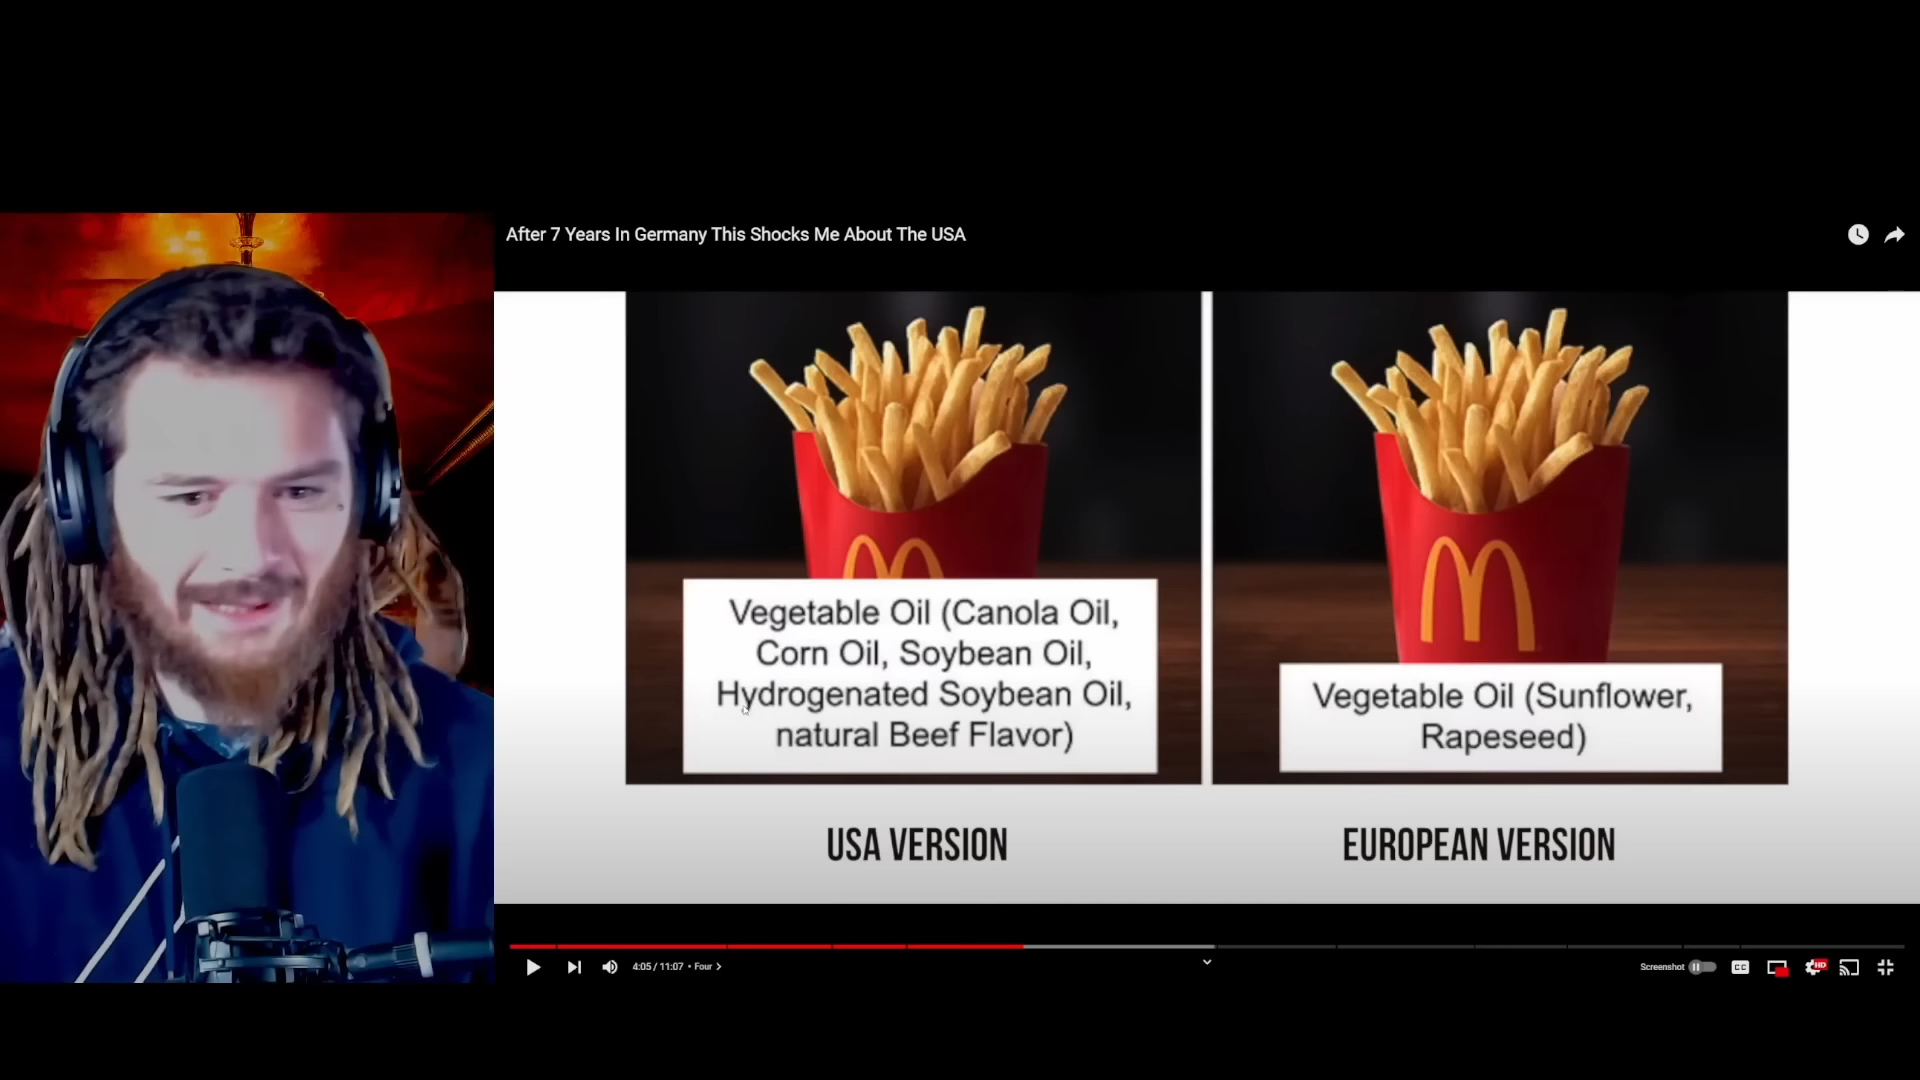 After 7 Years In Germany This Shocks Me About The USA
Vegetable Oil (Canola Oil,
Corn Oil, Soybean Oil,
Hydrogenated Soybean Oil,
natural Beef Flavor)
Vegetable Oil (Sunflower,
Rapeseed)
USA VERSION
EUROPEAN VERSION
4:05 / 11:07 • Four
Screenshot
CC
HD